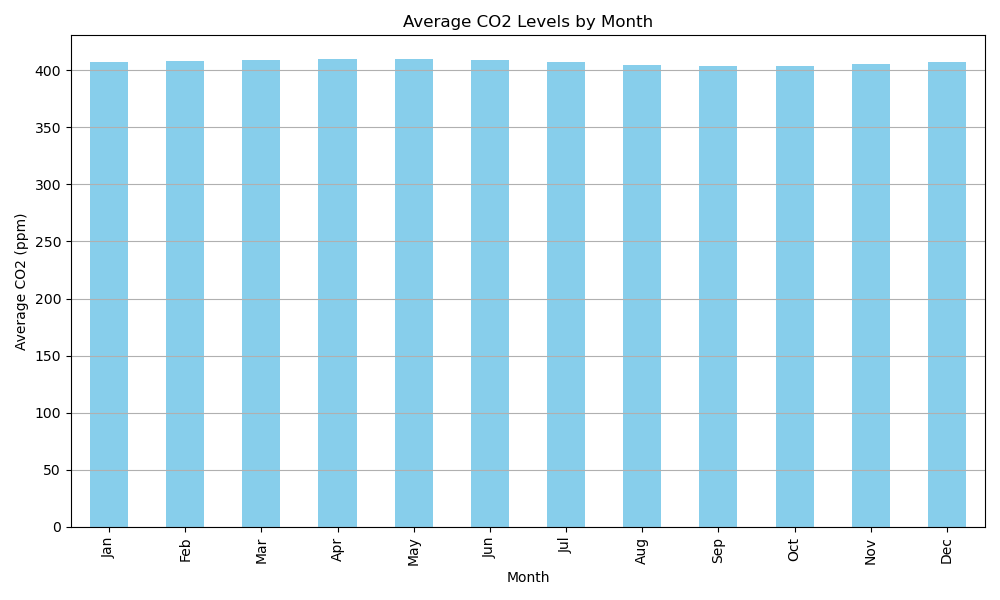 Average CO2 Levels by Month
Average CO2 (ppm)
400
350
300
250
200
150
100
50
0
Jan
Feb
Mar
Apr
May
Jun
Jul
Aug
Sep
Oct
Nov
Dec
Month